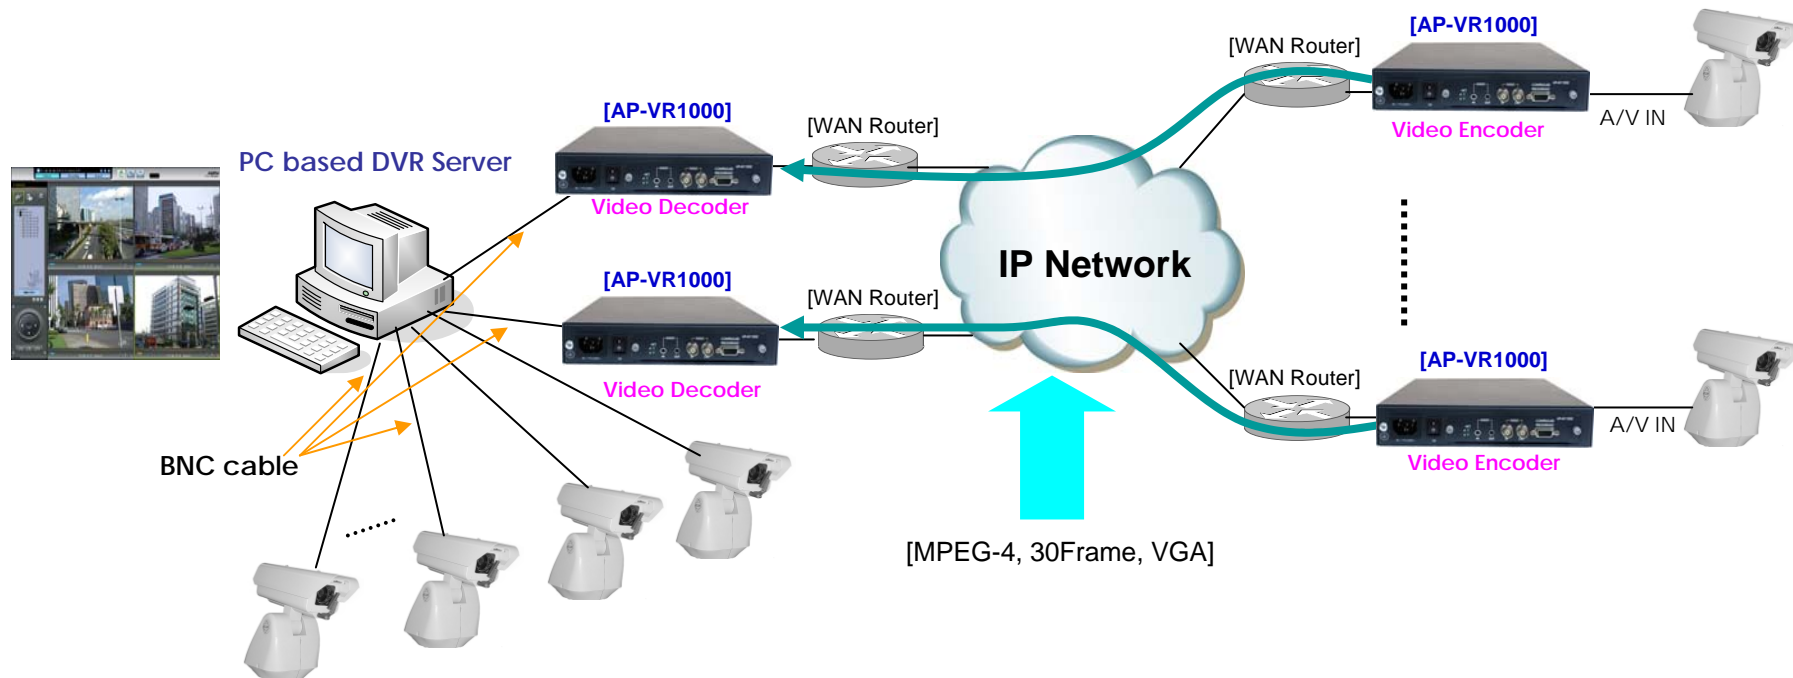 [AP-VR1000]
[WAN Router]
A/V IN
Video Encoder
[AP-VR1000]
[WAN Router]
PC based DVR Server
Video Decoder
IP Network
[AP-VR1000]
[WAN Router]
Video Decoder
[AP-VR1000]
[WAN Router]
A/V IN
Video Encoder
BNC cable
[MPEG-4, 30Frame, VGA]